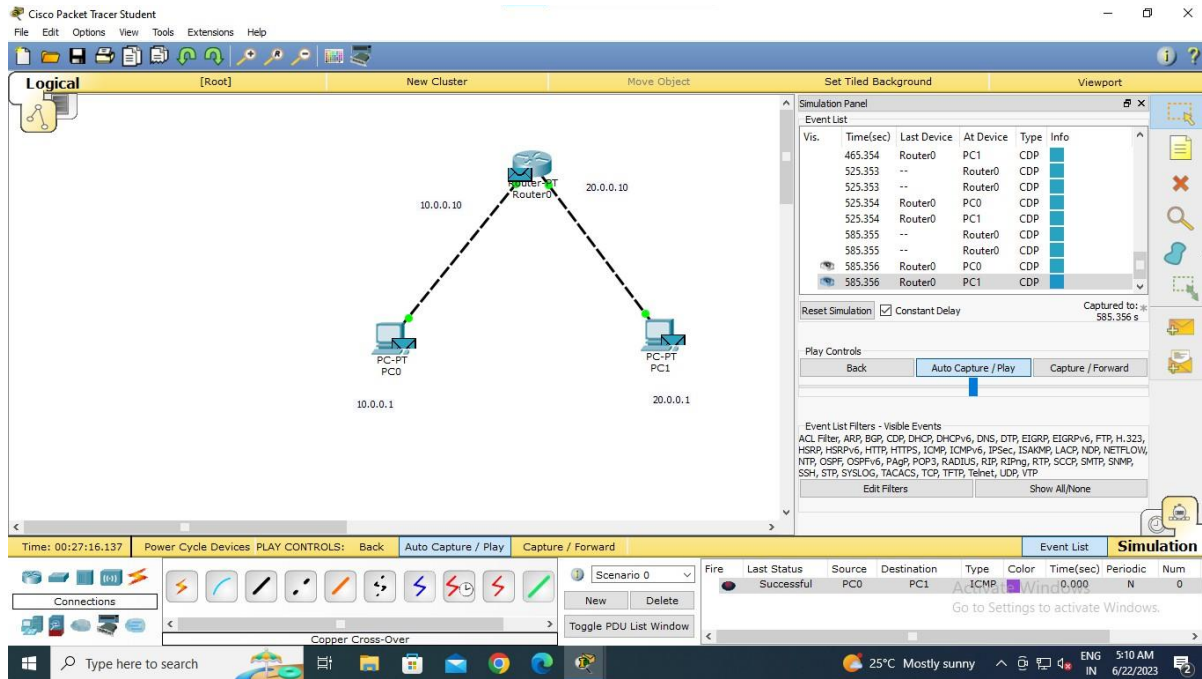 Cisco Packet Tracer Student
File Edit Options View Tools Extensions Help
Logical [Root] New Cluster Move Object Set Tiled Background Viewport
Simulation Panel
Event List
Vis. Time(sec) Last Device At Device Type Info
465.354 Router0 PC1 CDP
525.353 -- Router0 CDP
525.353 -- Router0 CDP
525.354 Router0 PC0 CDP
525.354 Router0 PC1 CDP
585.355 -- Router0 CDP
585.355 -- Router0 CDP
585.356 Router0 PC0 CDP
585.356 Router0 PC1 CDP
Reset Simulation Constant Delay Captured to: *
585.356 s
Play Controls
Back Auto Capture / Play Capture / Forward
Event List Filters - Visible Events
ACL Filter, ARP, BGP, CDP, DHCP, DHCPv6, DNS, DTP, EIGRP, EIGRPv6, FTP, H.323,
HSRP, HSRPv6, HTTP, HTTPS, ICMP, ICMPv6, IPSec, ISAKMP, LACP, NDP, NETFLOW,
NTP, OSPF, OSPFv6, PAgP, POP3, RADIUS, RIP, RIPng, RTP, SCCP, SMTP, SNMP,
SSH, STP, SYSLOG, TACACS, TCP, TFTP, Telnet, UDP, VTP
Edit Filters Show All/None
Router-PT
Router0
20.0.0.10
10.0.0.10
PC-PT
PC0
10.0.0.1
PC-PT
PC1
20.0.0.1
Time: 00:27:16.137 Power Cycle Devices PLAY CONTROLS: Back Auto Capture / Play Capture / Forward Event List Simulation
Connections
Copper Cross-Over
Scenario 0
New Delete
Toggle PDU List Window
Fire Last Status Source Destination Type Color Time(sec) Periodic Num
Successful PC0 PC1 ICMP 0.000 N 0
Activate Windows
Go to Settings to activate Windows.
Type here to search
25°C Mostly sunny
ENG
IN
5:10 AM
6/22/2023
2